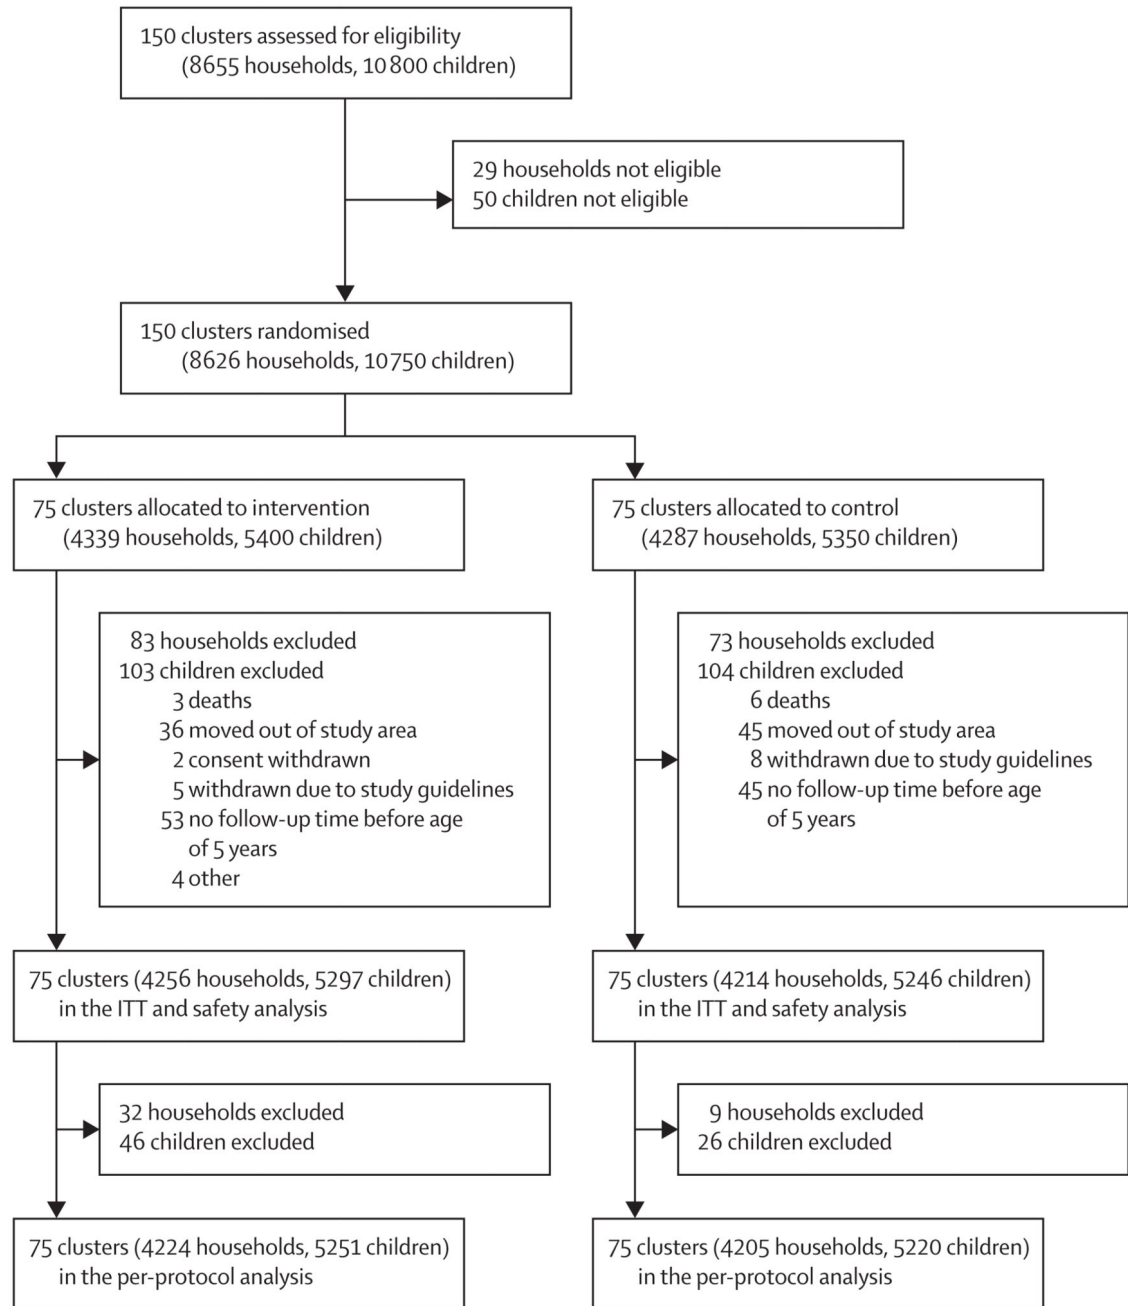 150 clusters assessed for eligibility
(8655 households, 10 800 children)
29 households not eligible
50 children not eligible
150 clusters randomised
(8626 households, 10 750 children)
75 clusters allocated to intervention
(4339 households, 5400 children)
75 clusters allocated to control
(4287 households, 5350 children)
83 households excluded
103 children excluded
3 deaths
36 moved out of study area
2 consent withdrawn
5 withdrawn due to study guidelines
53 no follow-up time before age
of 5 years
4 other
73 households excluded
104 children excluded
6 deaths
45 moved out of study area
8 withdrawn due to study guidelines
45 no follow-up time before age
of 5 years
75 clusters (4256 households, 5297 children)
in the ITT and safety analysis
75 clusters (4214 households, 5246 children)
in the ITT and safety analysis
32 households excluded
46 children excluded
9 households excluded
26 children excluded
75 clusters (4224 households, 5251 children)
in the per-protocol analysis
75 clusters (4205 households, 5220 children)
in the per-protocol analysis